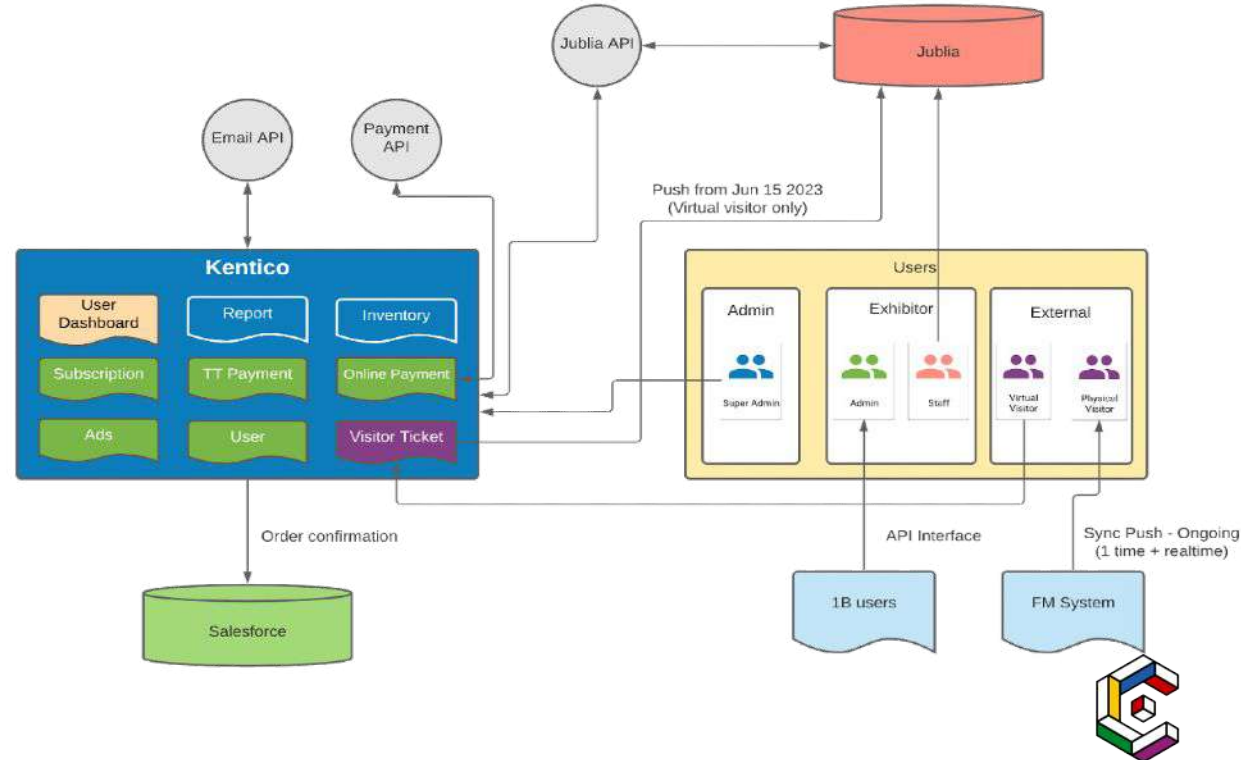 Jublia API
Jublia
Email API
Payment
API
Push from Jun 15 2023
(Virtual visitor only)
Kentico
User
Dashboard
Report
Inventory
Subscription
TT Payment
Online Payment
Ads
User
Visitor Ticket
Users
Admin
Exhibitor
External
Super Admin
Admin
Staff
Virtual
Visitor
Physical
Visitor
Order confirmation
API Interface
Sync Push - Ongoing
(1 time + realtime)
1B users
FM System
Salesforce